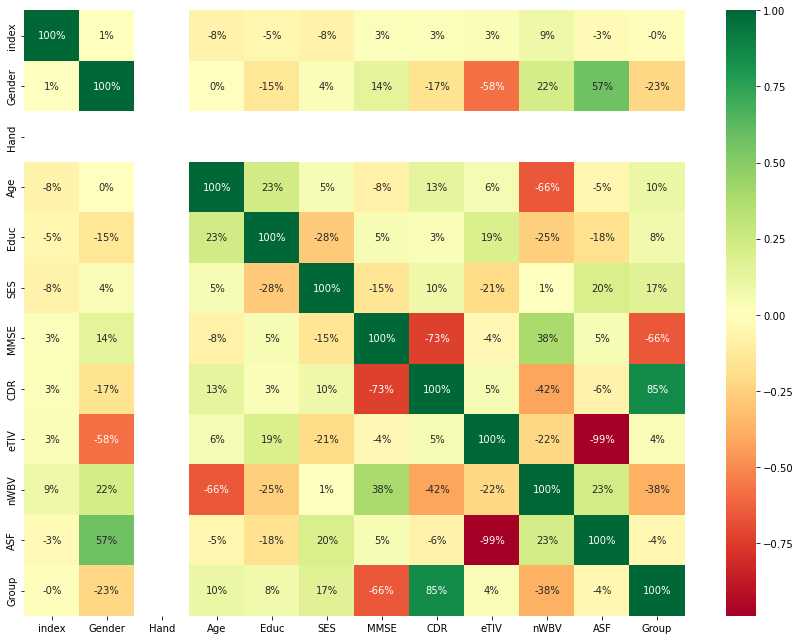 index 100% 1% -8% -5% -8% 3% 3% 3% 9% -3% -0%
Gender 1% 100% 0% -15% 4% 14% -17% -58% 22% 57% -23%
Hand
Age -8% 0% 100% 23% 5% -8% 13% 6% -66% -5% 10%
Educ -5% -15% 23% 100% -28% 5% 3% 19% -25% -18% 8%
SES -8% 4% 5% -28% 100% -15% 10% -21% 1% 20% 17%
MMSE 3% 14% -8% 5% -15% 100% -73% -4% 38% 5% -66%
CDR 3% -17% 13% 3% 10% -73% 100% 5% -42% -6% 85%
eTIV 3% -58% 6% 19% -21% -4% 5% 100% -22% -99% 4%
nWBV 9% 22% -66% -25% 1% 38% -42% -22% 100% 23% -38%
ASF -3% 57% -5% -18% 20% 5% -6% -99% 23% 100% -4%
Group -0% -23% 10% 8% 17% -66% 85% 4% -38% -4% 100%
index Gender Hand Age Educ SES MMSE CDR eTIV nWBV ASF Group
1.00
0.75
0.50
0.25
0.00
−0.25
−0.50
−0.75